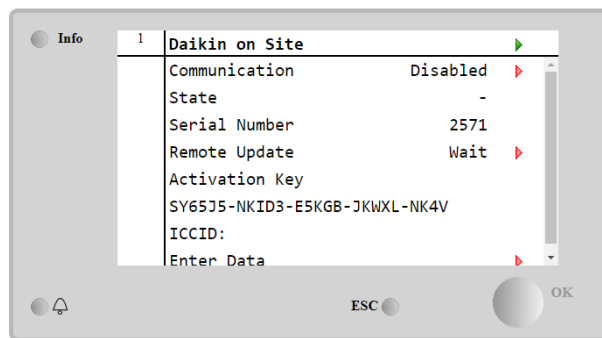 Info
1 Daikin on Site
Communication Disabled
State -
Serial Number 2571
Remote Update Wait
Activation Key
SY65J5-NKID3-E5KGB-JKWXL-NK4V
ICCID:
Enter Data
ESC
OK